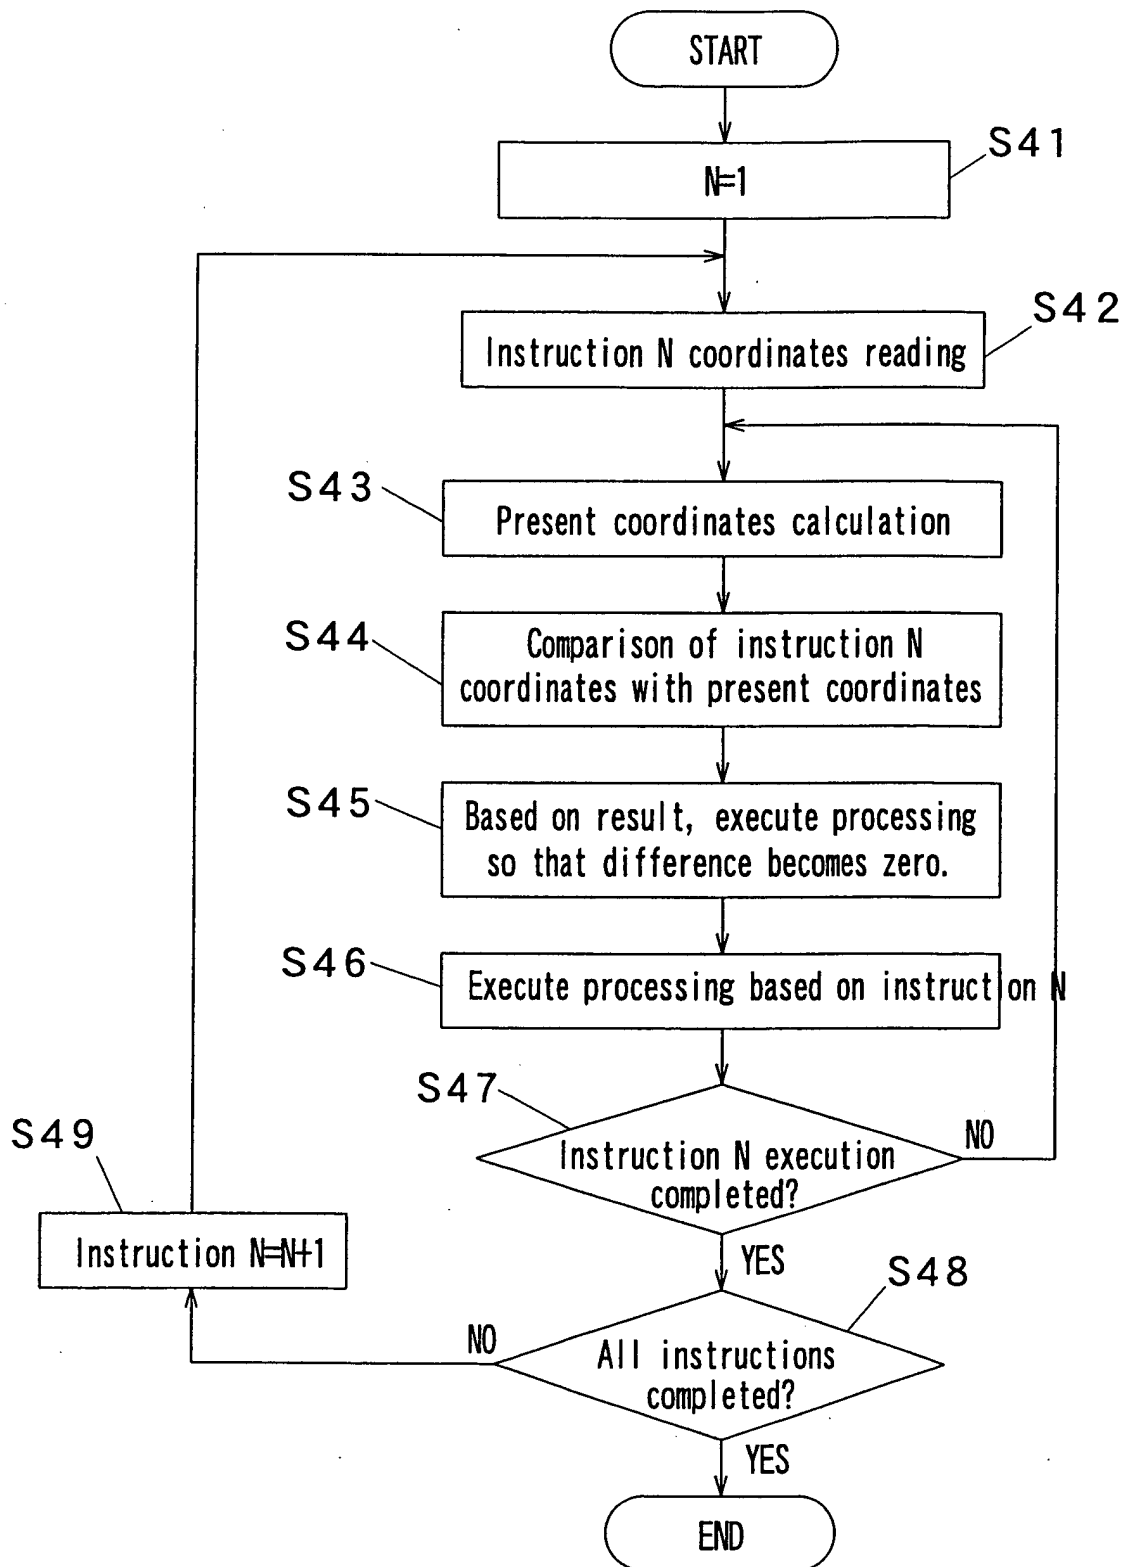 START
S41
N=1
S42
Instruction N coordinates reading
S43
Present coordinates calculation
S44
Comparison of instruction N
coordinates with present coordinates
S45
Based on result, execute processing
so that difference becomes zero.
S46
Execute processing based on instruction N
S47
Instruction N execution
completed?
NO
YES
S49
Instruction N=N+1
S48
All instructions
completed?
NO
YES
END